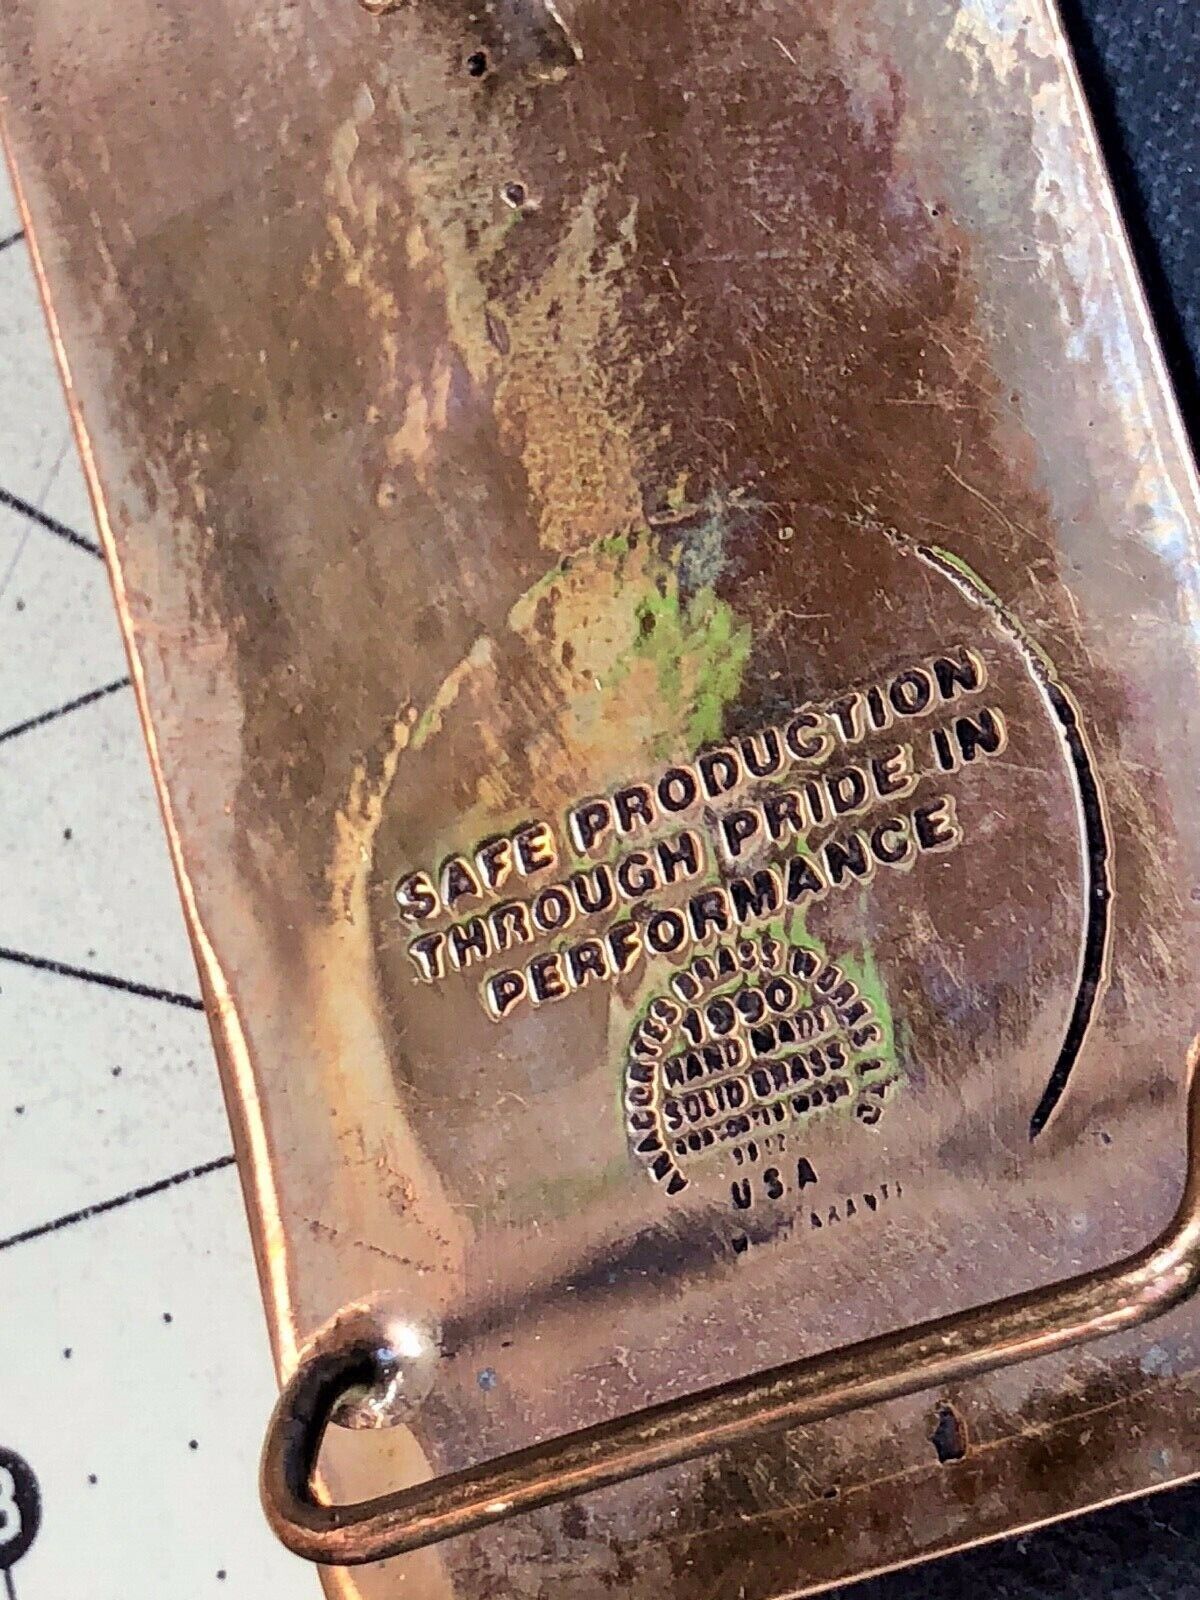 SAFE PRODUCTION
THROUGH PRIDE IN
PERFORMANCE
ANACORTES BRASS WORKS LTD
1990
HAND MADE
SOLID BRASS
U.S.A